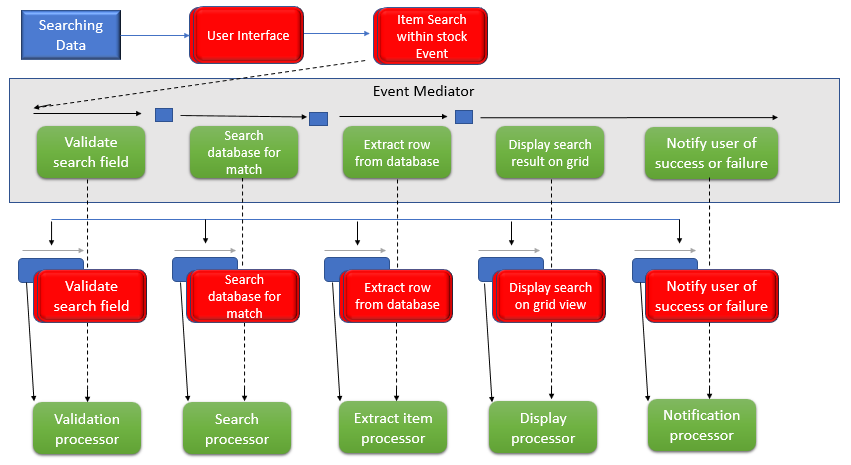 Searching
Data
User Interface
Item Search
within stock
Event
Event Mediator
Validate
search field
Search
database for
match
Extract row
from database
Display search
result on grid
Notify user of
success or failure
Validate
search field
Search
database for
match
Extract row
from database
Display search
on grid view
Notify user of
success or failure
Validation
processor
Search
processor
Extract item
processor
Display
processor
Notification
processor